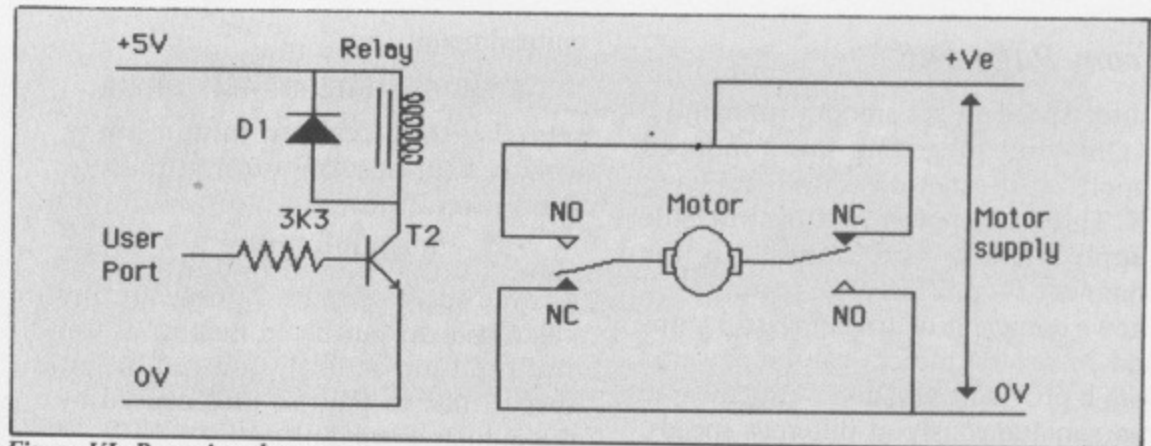 +5V
Relay
+Ve
D1
3K3
NO
Motor
NC
Motor
supply
User
Port
T2
NC
NO
0V
0V